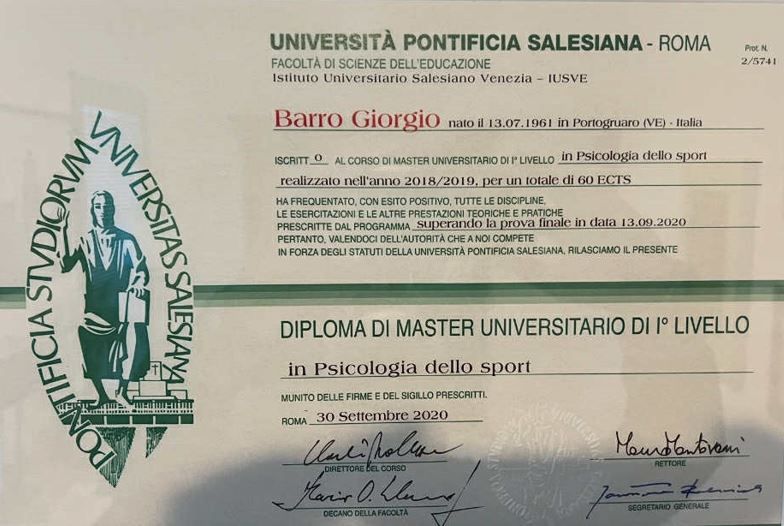 UNIVERSITÀ PONTIFICIA SALESIANA - ROMA
Prot. N.
2/5741
FACOLTÀ DI SCIENZE DELL'EDUCAZIONE
Istituto Universitario Salesiano Venezia – IUSVE
Barro Giorgio nato il 13.07.1961 in Portogruaro (VE) - Italia
ISCRITT o AL CORSO DI MASTER UNIVERSITARIO DI I° LIVELLO in Psicologia dello sport
realizzato nell'anno 2018/2019, per un totale di 60 ECTS
HA FREQUENTATO, CON ESITO POSITIVO, TUTTE LE DISCIPLINE,
LE ESERCITAZIONI E LE ALTRE PRESTAZIONI TEORICHE E PRATICHE
PRESCRITTE DAL PROGRAMMA superando la prova finale in data 13.09.2020
PERTANTO, VALENDOCI DELL'AUTORITÀ CHE A NOI COMPETE
IN FORZA DEGLI STATUTI DELLA UNIVERSITÀ PONTIFICIA SALESIANA, RILASCIAMO IL PRESENTE
PONTIFICIA STVDIORVM VNIVERSITAS SALESIANA
DIPLOMA DI MASTER UNIVERSITARIO DI I° LIVELLO
in Psicologia dello sport
MUNITO DELLE FIRME E DEL SIGILLO PRESCRITTI.
ROMA 30 Settembre 2020
DIRETTORE DEL CORSO
Mauro Mantovani
RETTORE
DECANO DELLA FACOLTÀ
SEGRETARIO GENERALE